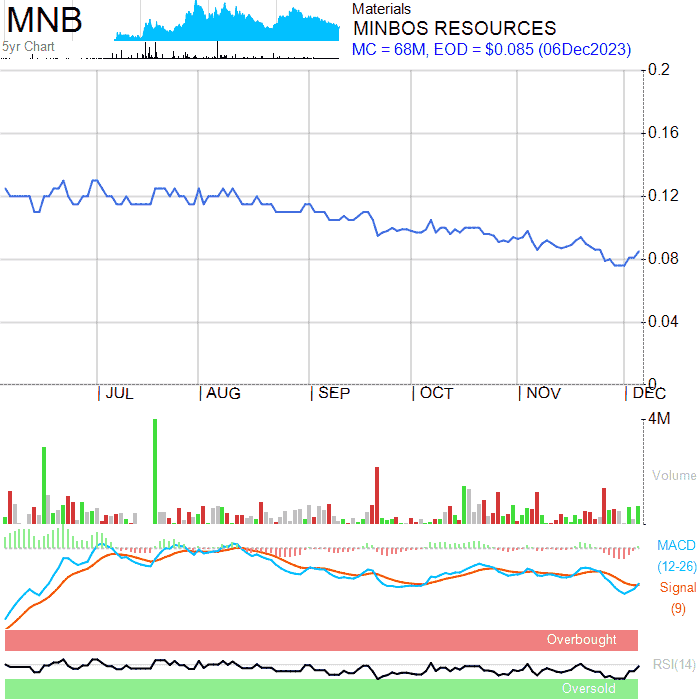 MNB
5yr Chart
Materials
MINBOS RESOURCES
MC = 68M, EOD = $0.085 (06Dec2023)
0.2
0.16
0.12
0.08
0.04
0
JUL AUG SEP OCT NOV DEC
4M
Volume
MACD
(12-26)
Signal
(9)
Overbought
RSI(14)
Oversold